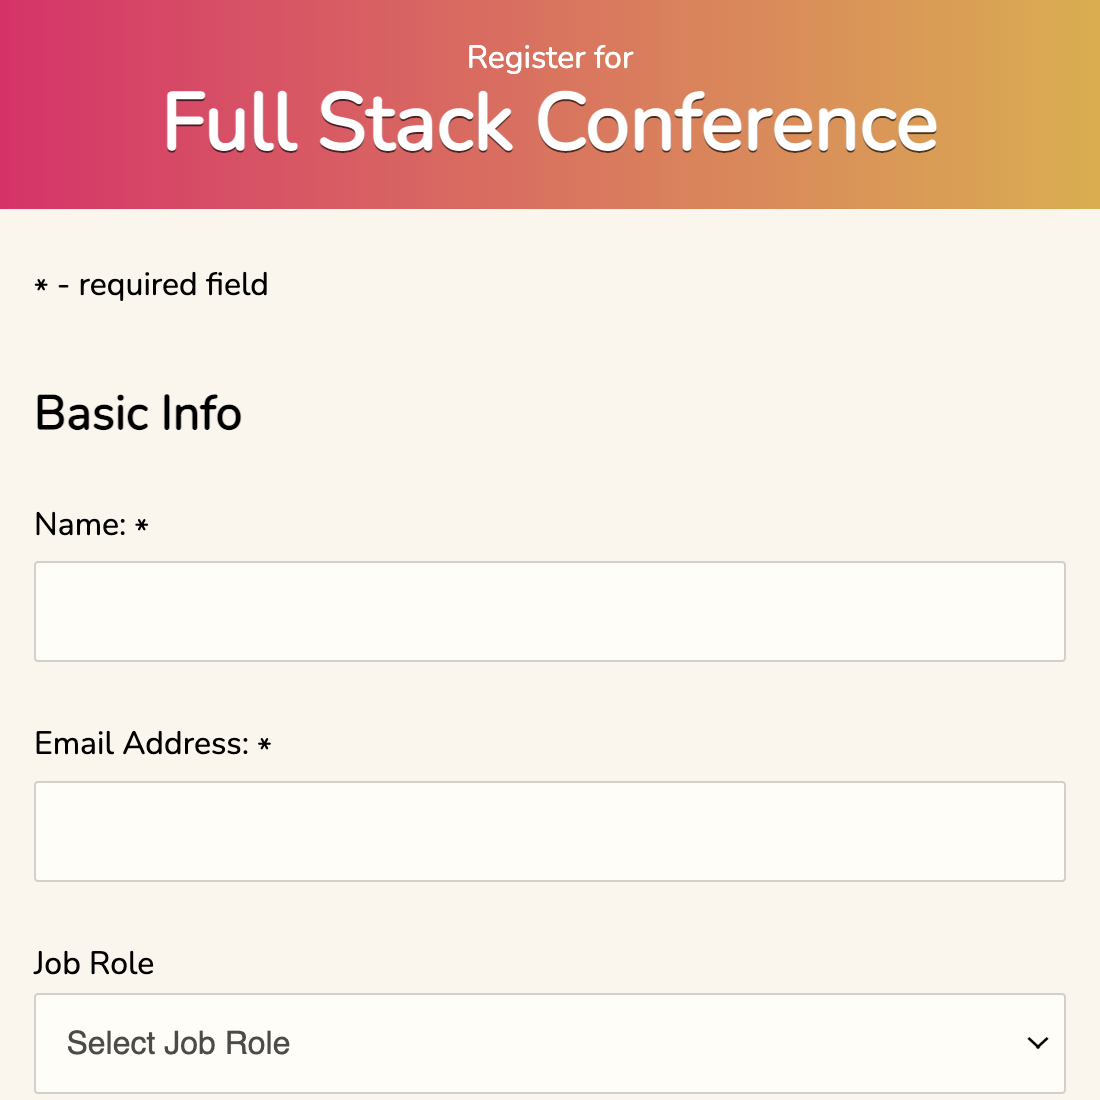 Register for
Full Stack Conference
* - required field
Basic Info
Name: *
Email Address: *
Job Role
Select Job Role